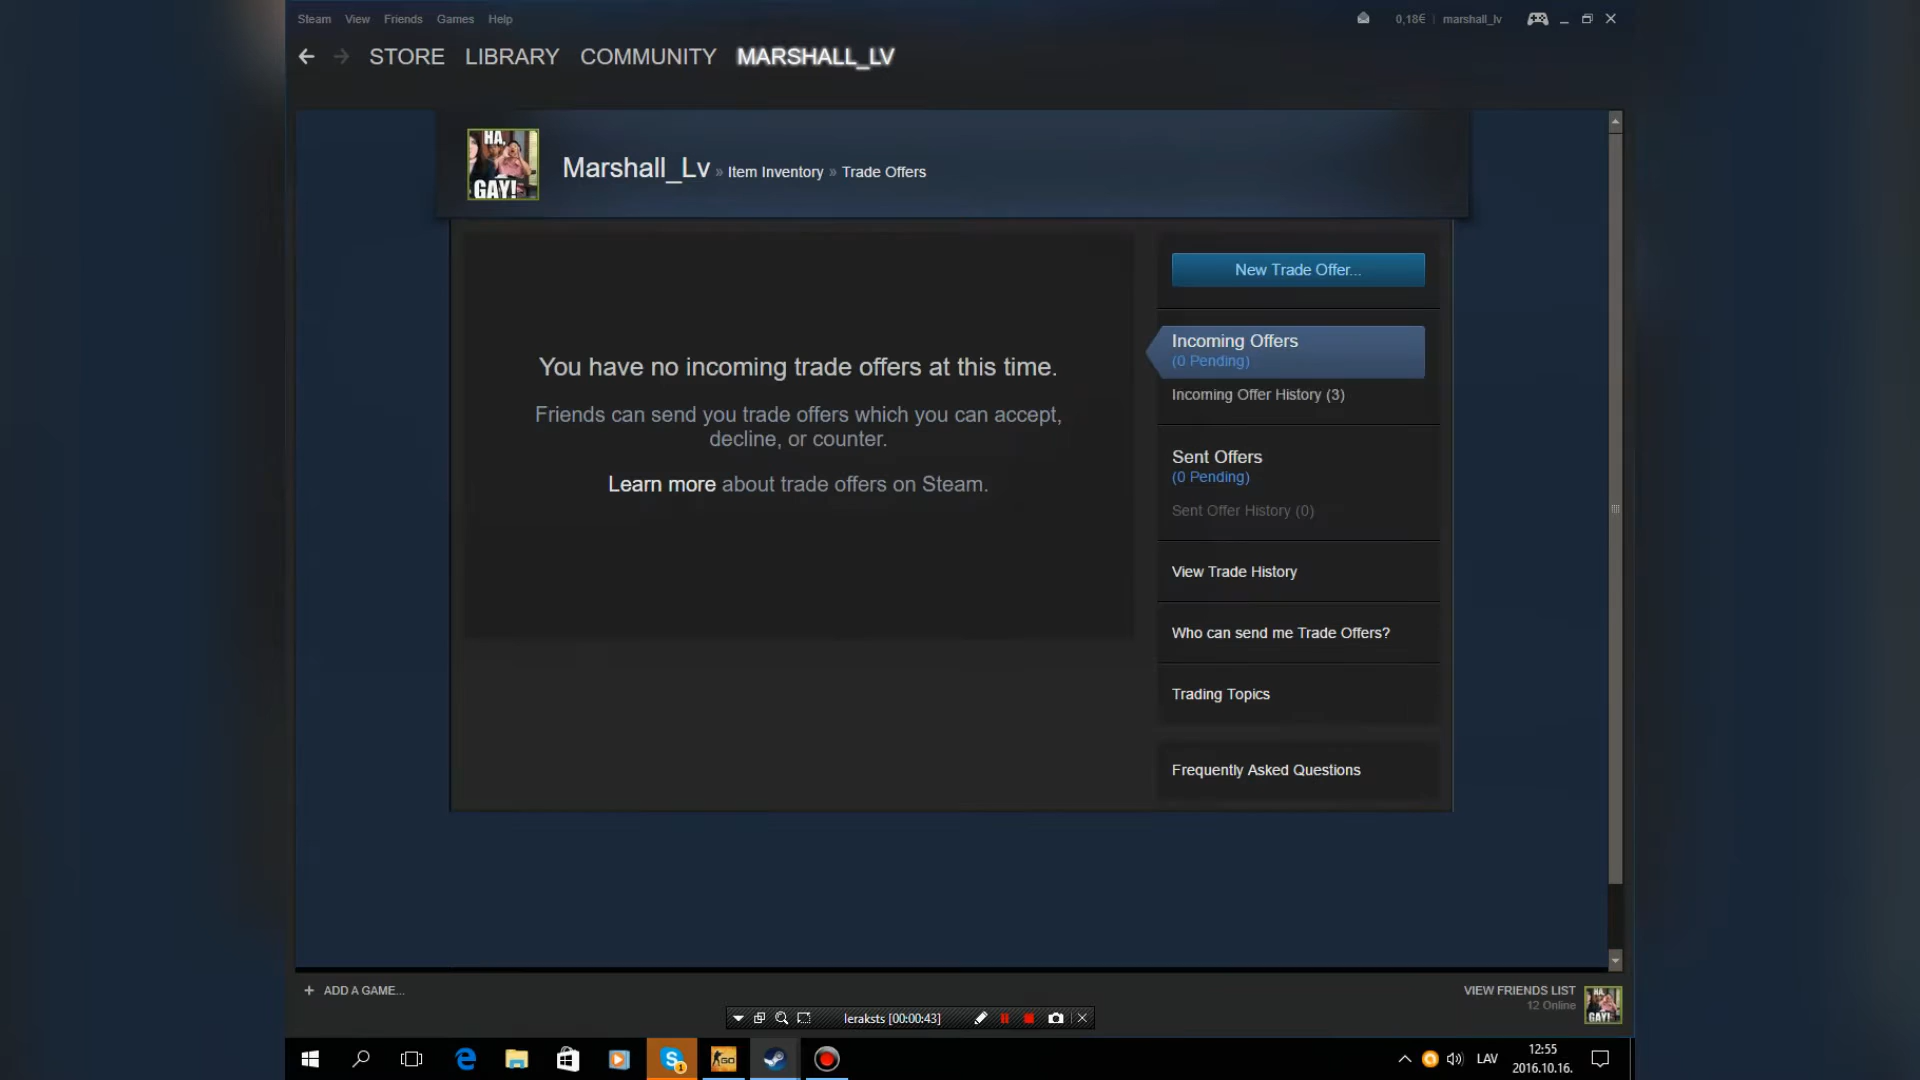 Steam View Friends Games Help
0,18€ marshall_lv
STORE LIBRARY COMMUNITY MARSHALL_LV
HA,
GAY!
Marshall_Lv » Item Inventory » Trade Offers
New Trade Offer...
You have no incoming trade offers at this time.
Friends can send you trade offers which you can accept,
decline, or counter.
Learn more about trade offers on Steam.
Incoming Offers
(0 Pending)
Incoming Offer History (3)
Sent Offers
(0 Pending)
Sent Offer History (0)
View Trade History
Who can send me Trade Offers?
Trading Topics
Frequently Asked Questions
+ ADD A GAME...
VIEW FRIENDS LIST
12 Online
HA,
GAY!
Ieraksts [00:00:43]
S
1
GO
LAV
12:55
2016.10.16.